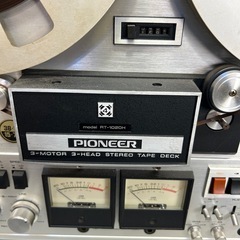 model RT-1020H
PIONEER
3-MOTOR 3-HEAD STEREO TAPE DECK